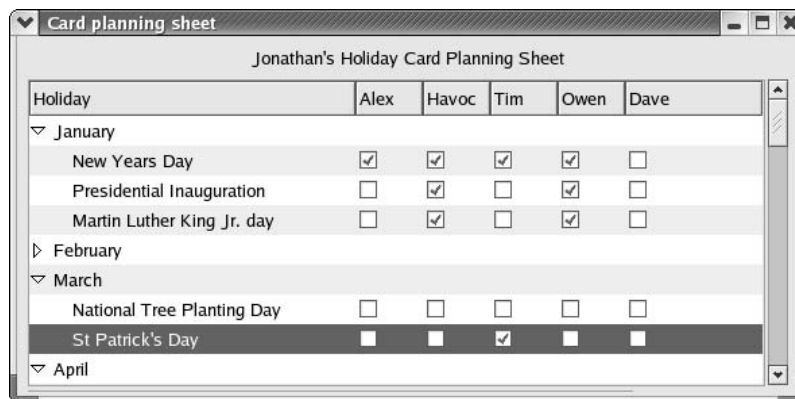 Card planning sheet
Jonathan's Holiday Card Planning Sheet
Holiday Alex Havoc Tim Owen Dave
January
New Years Day
Presidential Inauguration
Martin Luther King Jr. day
February
March
National Tree Planting Day
St Patrick's Day
April